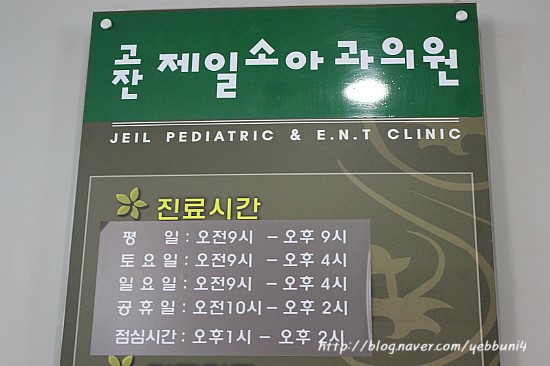 고잔 제일소아과의원
JEIL PEDIATRIC & E.N.T CLINIC
진료시간
평 일 : 오전9시 – 오후 9시
토 요 일 : 오전9시 – 오후 4시
일 요 일 : 오전9시 – 오후 4시
공 휴 일 : 오전10시 – 오후 2시
점심시간 : 오후1시 – 오후 2시
http://blog.naver.com/yebbuni4